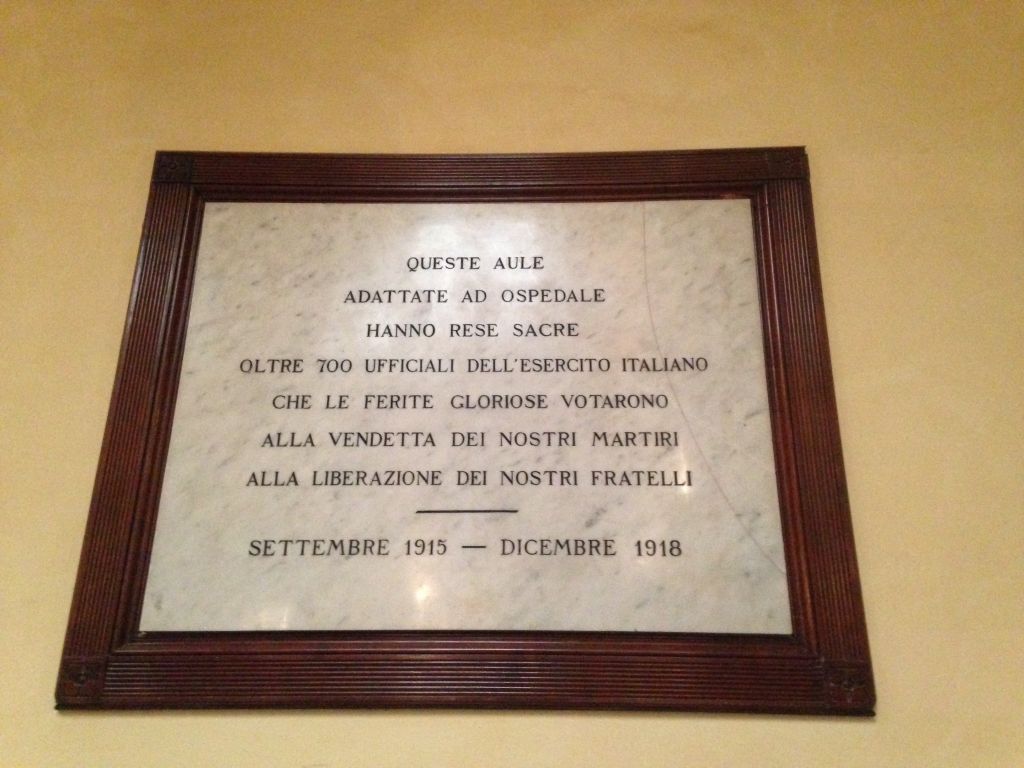 QUESTE AULE
ADATTATE AD OSPEDALE
HANNO RESE SACRE
OLTRE 700 UFFICIALI DELL'ESERCITO ITALIANO
CHE LE FERITE GLORIOSE VOTARONO
ALLA VENDETTA DEI NOSTRI MARTIRI
ALLA LIBERAZIONE DEI NOSTRI FRATELLI
SETTEMBRE 1915 — DICEMBRE 1918